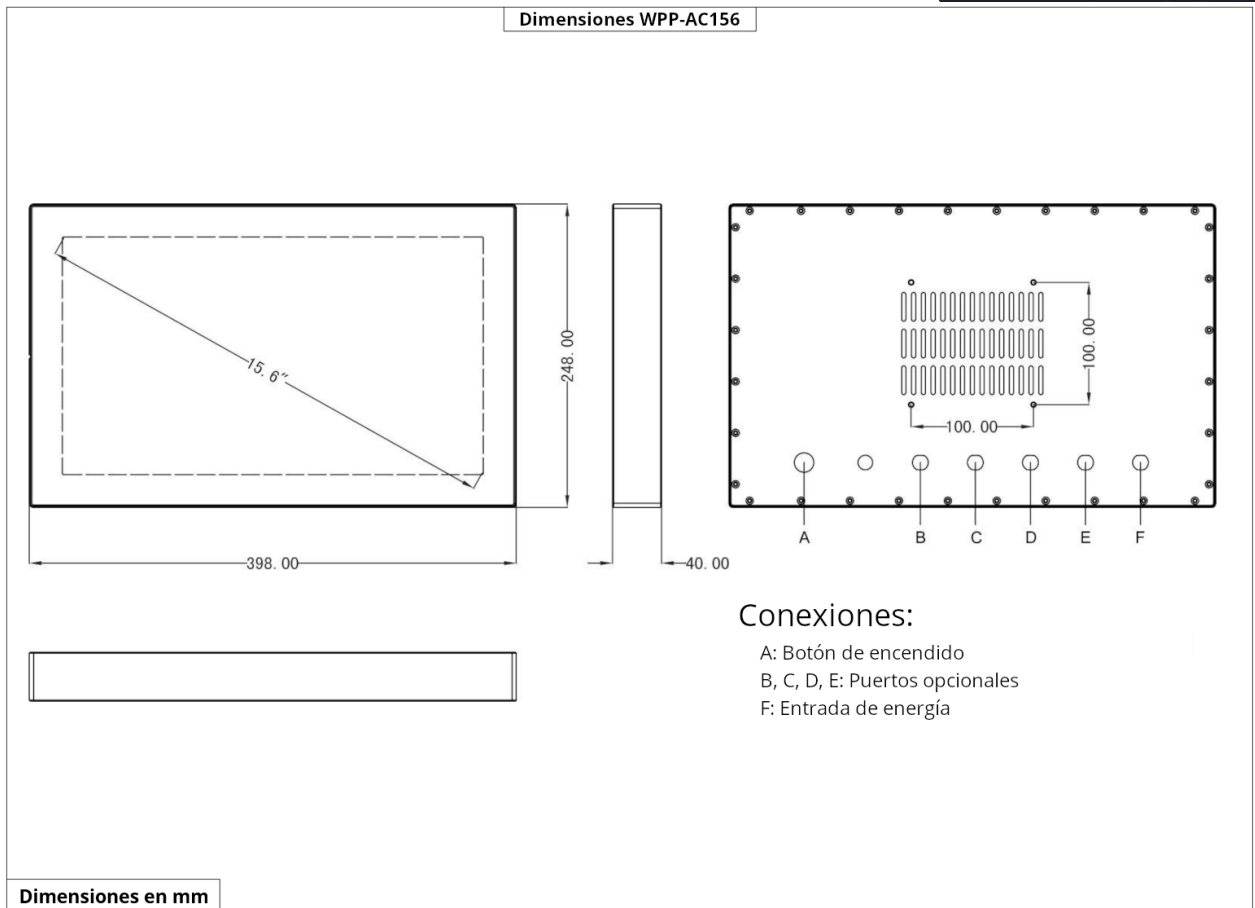 Dimensiones WPP-AC156
15.6"
248.00
398.00
40.00
100.00
100.00
A
B
C
D
E
F
Conexiones:
A: Botón de encendido
B, C, D, E: Puertos opcionales
F: Entrada de energía
Dimensiones en mm